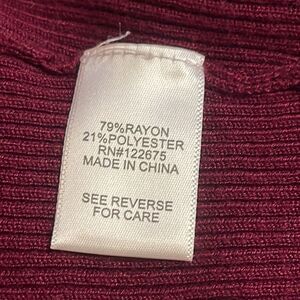 79%RAYON
21%POLYESTER
RN#122675
MADE IN CHINA
SEE REVERSE
FOR CARE